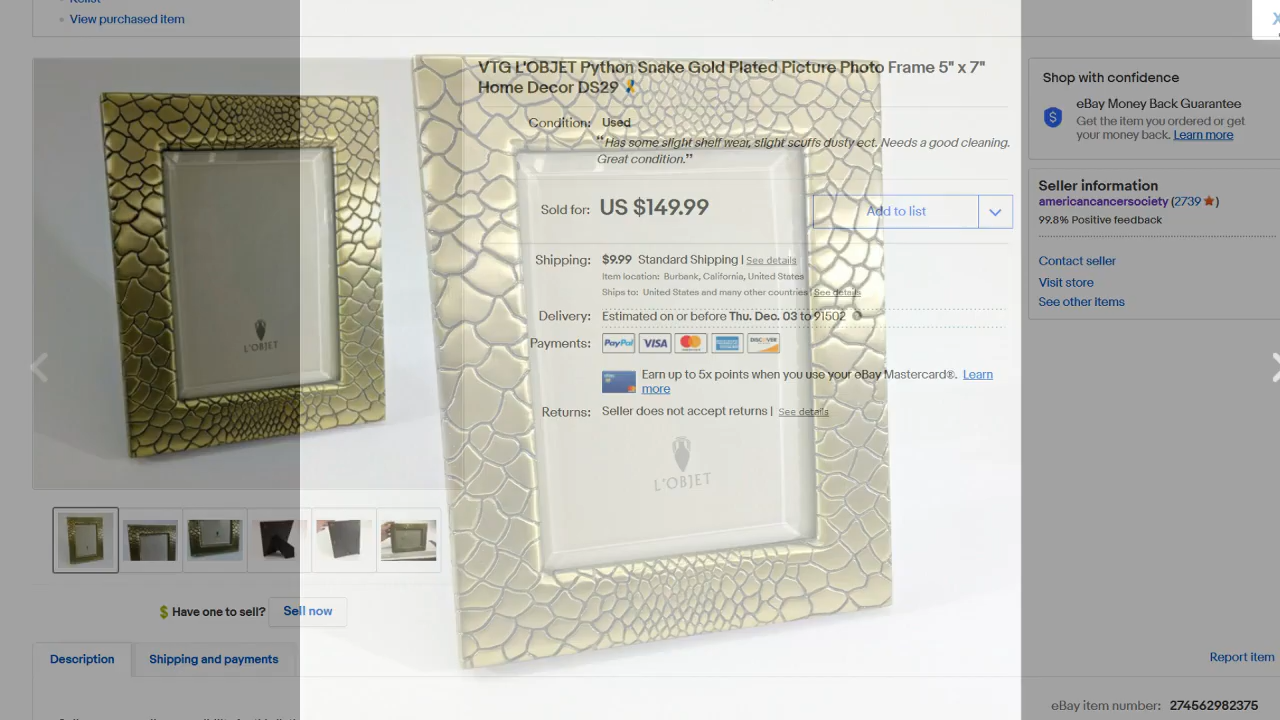 Relist
View purchased item
X
VTG L'OBJET Python Snake Gold Plated Picture Photo Frame 5" x 7"
Home Decor DS29
Condition: Used
"Has some slight shelf wear, slight scuffs dusty ect. Needs a good cleaning.
Great condition."
Sold for: US $149.99
Add to list
Shipping: $9.99 Standard Shipping | See details
Item location: Burbank, California, United States
Ships to: United States and many other countries | See details
Delivery: Estimated on or before Thu. Dec. 03 to 91502
Payments: PayPal VISA MasterCard DISCOVER
Earn up to 5x points when you use your eBay Mastercard®. Learn
more
Returns: Seller does not accept returns | See details
L'OBJET
L'OBJET
Shop with confidence
eBay Money Back Guarantee
Get the item you ordered or get
your money back. Learn more
Seller information
americancancersociety (2739)
99.8% Positive feedback
Contact seller
Visit store
See other items
$ Have one to sell? Sell now
Description
Shipping and payments
Report item
eBay item number: 274562982375